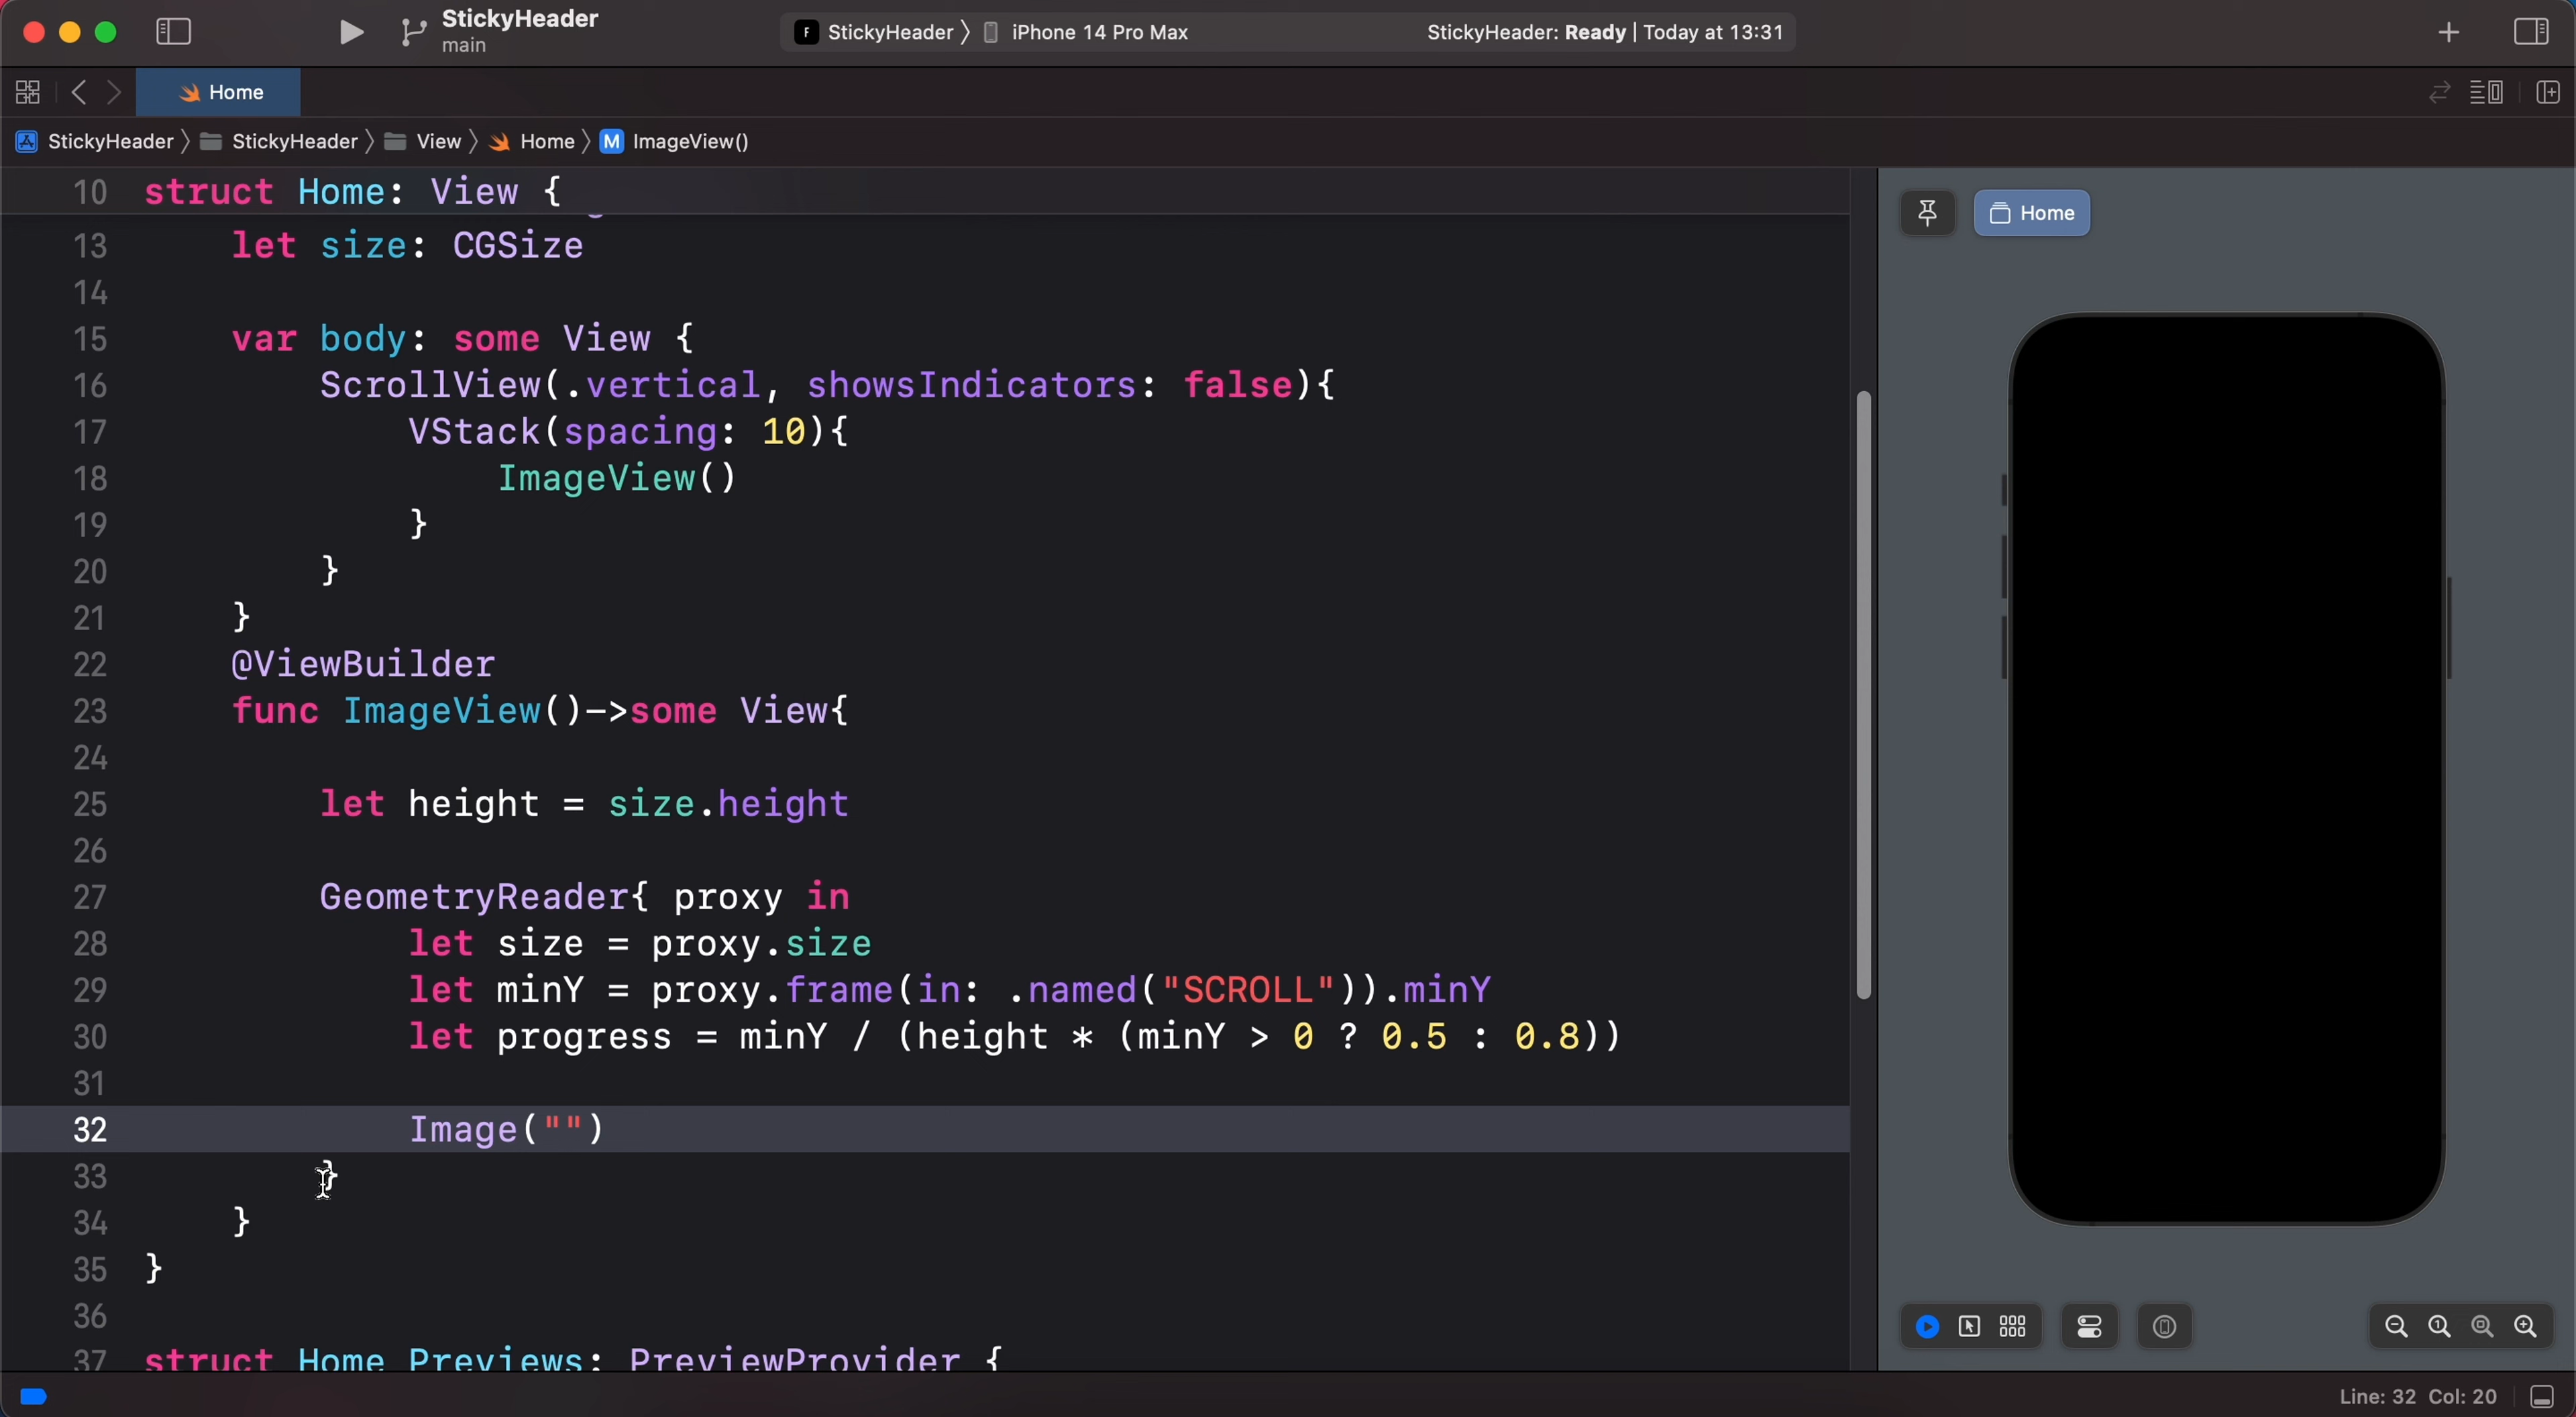 StickyHeader
main
StickyHeader 〉 iPhone 14 Pro Max
StickyHeader: Ready | Today at 13:31
Home
StickyHeader 〉 StickyHeader 〉 View 〉 Home 〉 M ImageView()
10 struct Home: View {
13 let size: CGSize
14
15 var body: some View {
16 ScrollView(.vertical, showsIndicators: false){
17 VStack(spacing: 10){
18 ImageView()
19 }
20 }
21 }
22 @ViewBuilder
23 func ImageView()->some View{
24
25 let height = size.height
26
27 GeometryReader{ proxy in
28 let size = proxy.size
29 let minY = proxy.frame(in: .named("SCROLL")).minY
30 let progress = minY / (height * (minY > 0 ? 0.5 : 0.8))
31
32 Image("")
33 }
34 }
35 }
36
37 struct Home_Previews: PreviewProvider {
Home
Line: 32 Col: 20